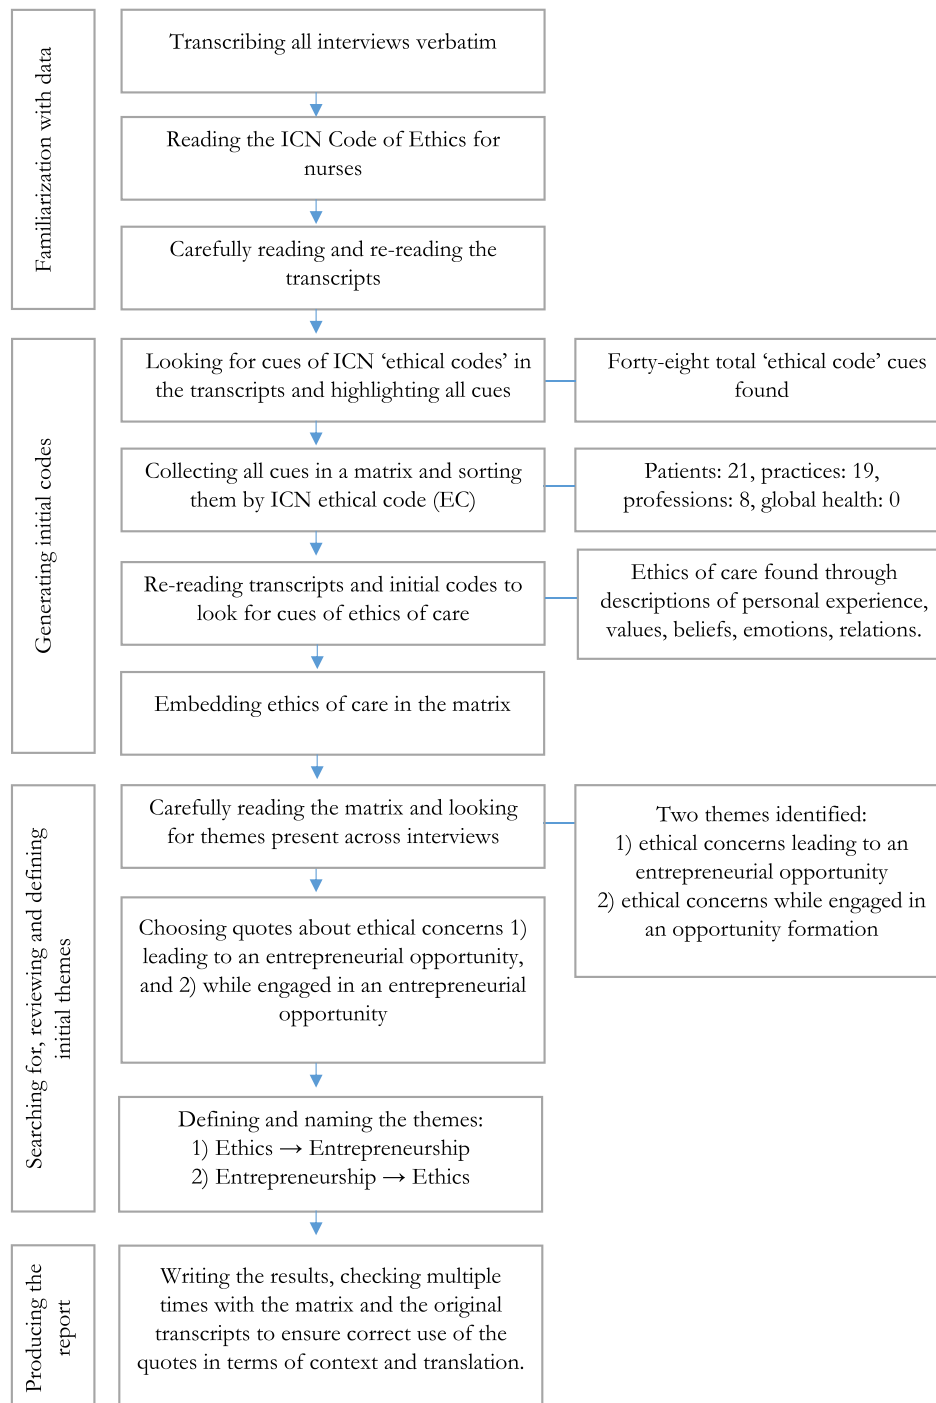 Familiarization with data
Transcribing all interviews verbatim
Reading the ICN Code of Ethics for
nurses
Carefully reading and re-reading the
transcripts
Generating initial codes
Looking for cues of ICN ‘ethical codes’ in
the transcripts and highlighting all cues
Forty-eight total ‘ethical code’ cues
found
Collecting all cues in a matrix and sorting
them by ICN ethical code (EC)
Patients: 21, practices: 19,
professions: 8, global health: 0
Re-reading transcripts and initial codes to
look for cues of ethics of care
Ethics of care found through
descriptions of personal experience,
values, beliefs, emotions, relations.
Embedding ethics of care in the matrix
Searching for, reviewing and defining
initial themes
Carefully reading the matrix and looking
for themes present across interviews
Two themes identified:
1) ethical concerns leading to an
entrepreneurial opportunity
2) ethical concerns while engaged in
an opportunity formation
Choosing quotes about ethical concerns 1)
leading to an entrepreneurial opportunity,
and 2) while engaged in an entrepreneurial
opportunity
Defining and naming the themes:
1) Ethics → Entrepreneurship
2) Entrepreneurship → Ethics
Producing the
report
Writing the results, checking multiple
times with the matrix and the original
transcripts to ensure correct use of the
quotes in terms of context and translation.